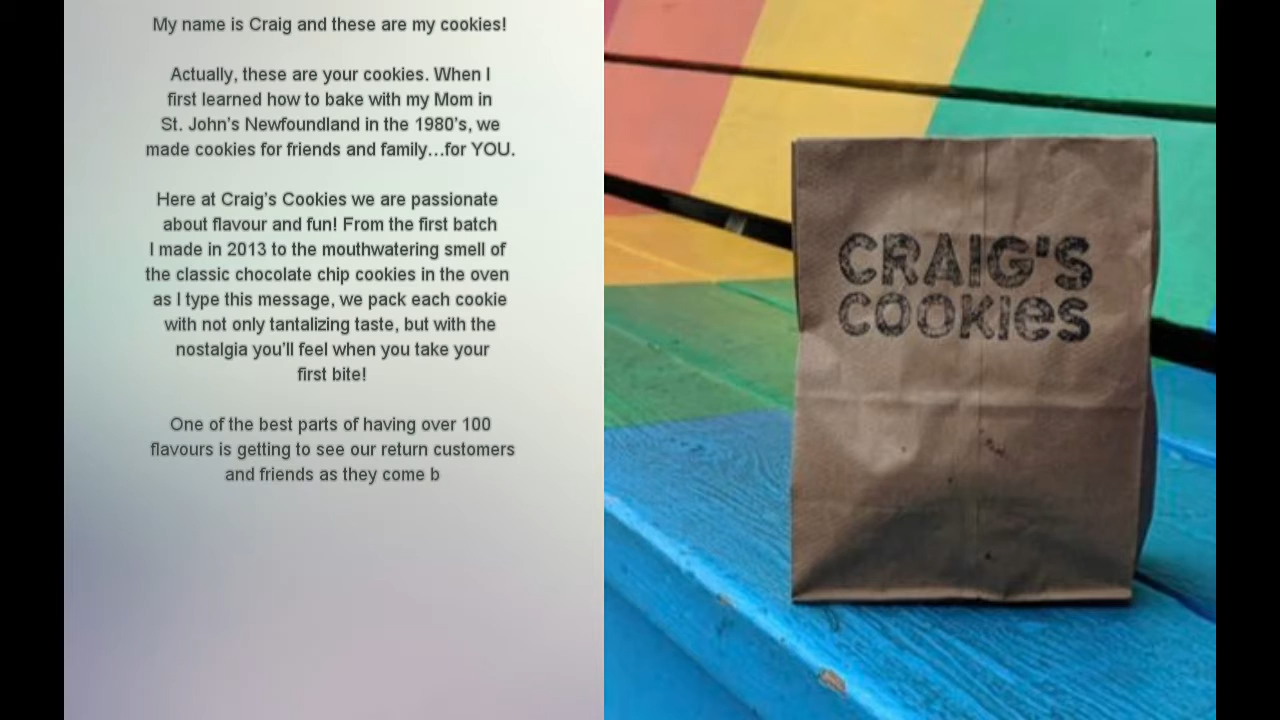 My name is Craig and these are my cookies!
Actually, these are your cookies. When I
first learned how to bake with my Mom in
St. John's Newfoundland in the 1980's, we
made cookies for friends and family...for YOU.
Here at Craig's Cookies we are passionate
about flavour and fun! From the first batch
I made in 2013 to the mouthwatering smell of
the classic chocolate chip cookies in the oven
as I type this message, we pack each cookie
with not only tantalizing taste, but with the
nostalgia you'll feel when you take your
first bite!
One of the best parts of having over 100
flavours is getting to see our return customers
and friends as they come b
CRAIG'S
COOKIES